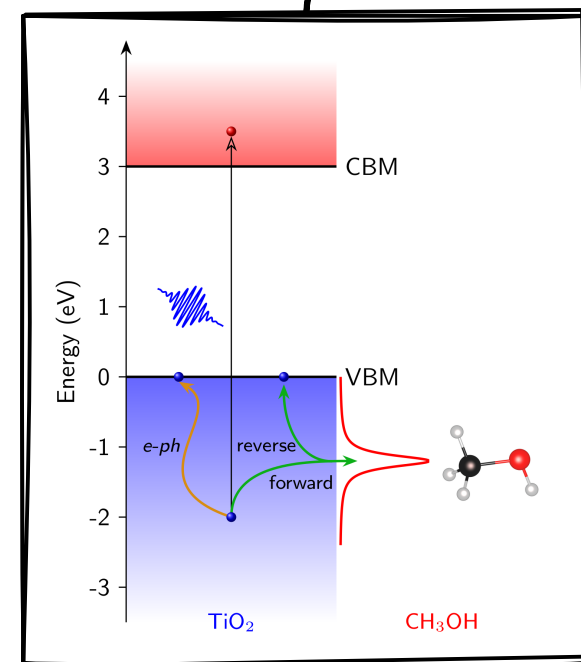 4
CBM
3
2
1
Energy (eV)
0
VBM
-1
e-ph
reverse
forward
-2
-3
TiO₂
CH₃OH